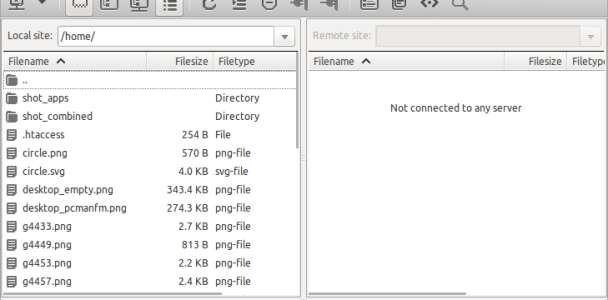 Local site: /home/ Remote site:
Filename Filesize Filetype Filename Filesize Filetyp
..
shot_apps Directory
Not connected to any server
shot_combined Directory
.htaccess 254 B File
circle.png 570 B png-file
circle.svg 4.0 KB svg-file
desktop_empty.png 343.4 KB png-file
desktop_pcmanfm.png 274.3 KB png-file
g4433.png 2.7 KB png-file
g4449.png 813 B png-file
g4453.png 2.2 KB png-file
g4457.png 2.4 KB png-file